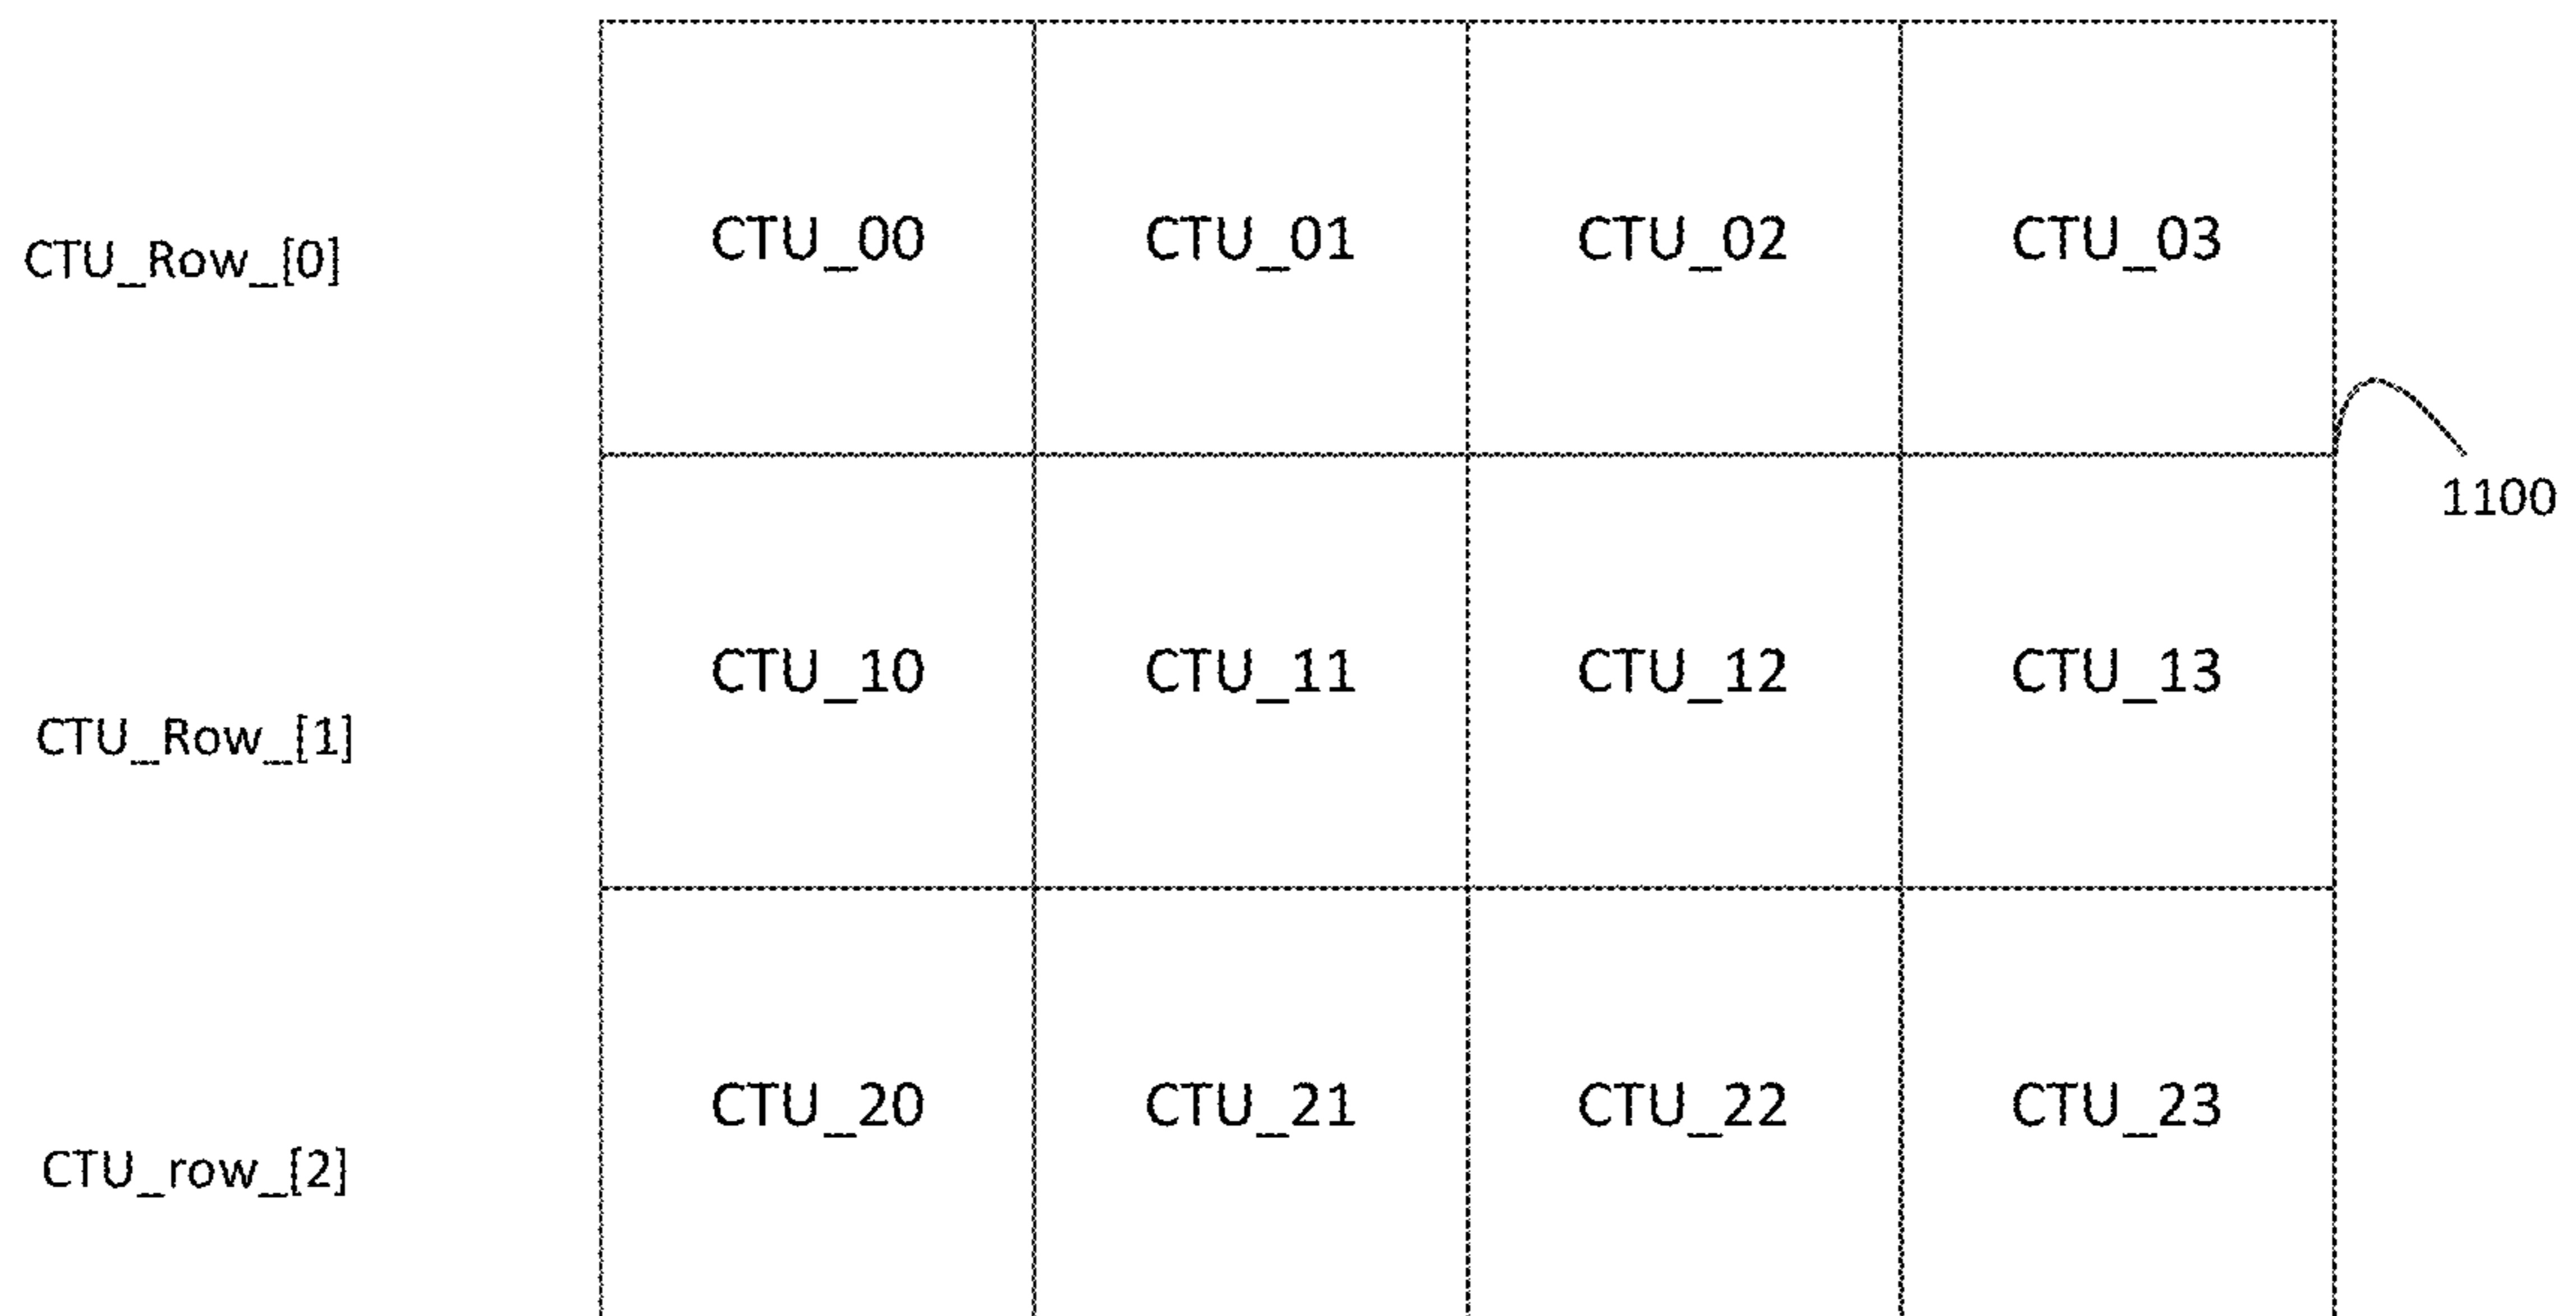 CTU_Row_[0] CTU_00 CTU_01 CTU_02 CTU_03
1100
CTU_Row_[1] CTU_10 CTU_11 CTU_12 CTU_13
CTU_row_[2] CTU_20 CTU_21 CTU_22 CTU_23